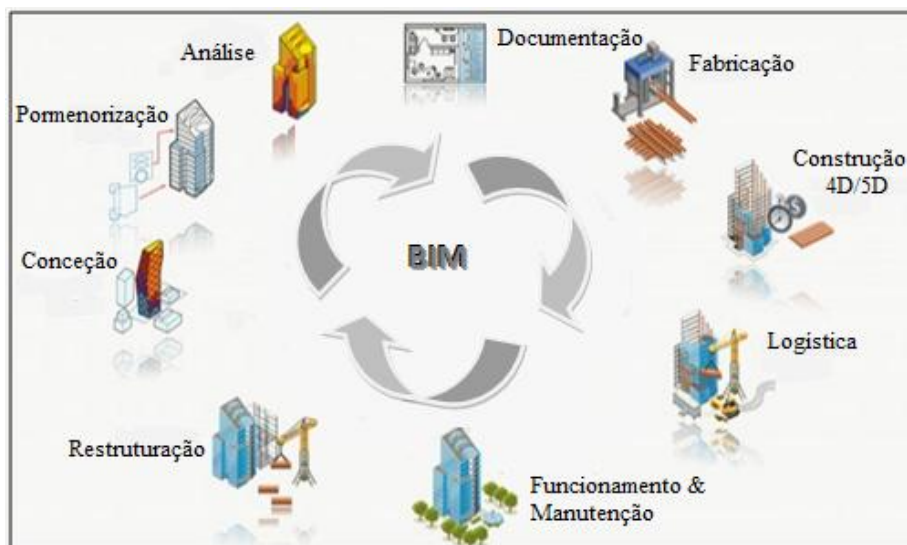 Análise
Documentação
Fabricação
Pormenorização
Construção
4D/5D
BIM
Conceção
Logística
Restruturação
Funcionamento &
Manutenção